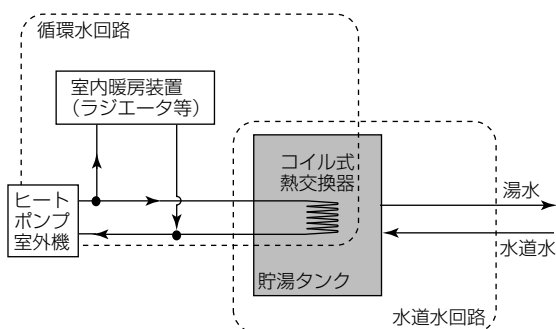 循環水回路
室内暖房装置
（ラジエータ等）
コイル式
熱交換器
湯水
ヒート
ポンプ
室外機
水道水
貯湯タンク
水道水回路